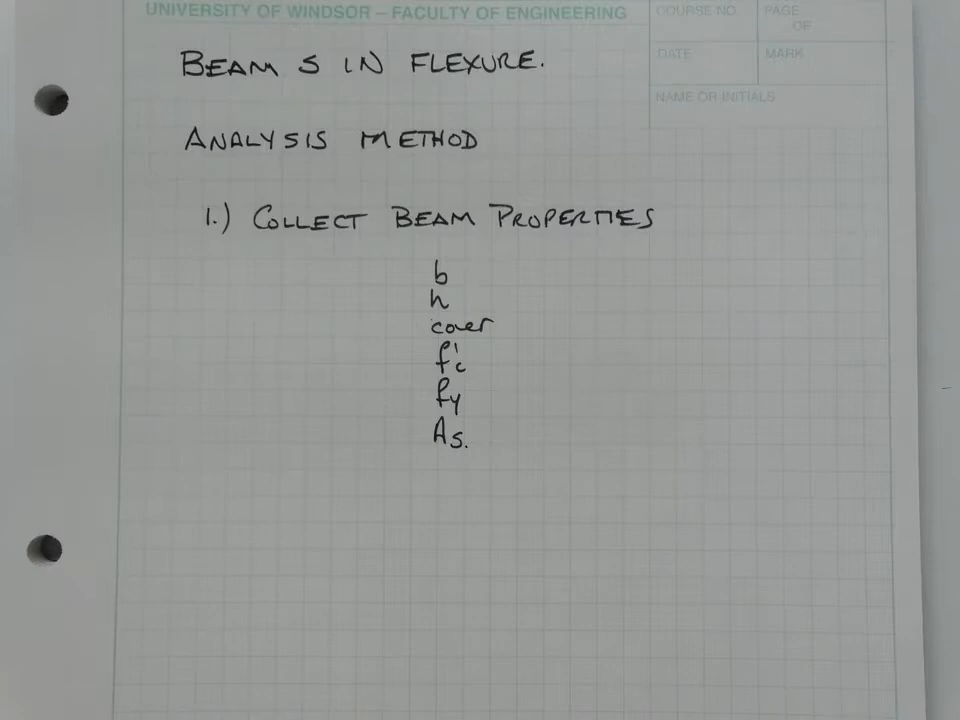 UNIVERSITY OF WINDSOR – FACULTY OF ENGINEERING
COURSE NO.
PAGE
OF
DATE
MARK
NAME OR INITIALS
BEAM S IN FLEXURE.
ANALYSIS METHOD
1.) COLLECT BEAM PROPERTIES
b
h
cover
f'c
fy
As.